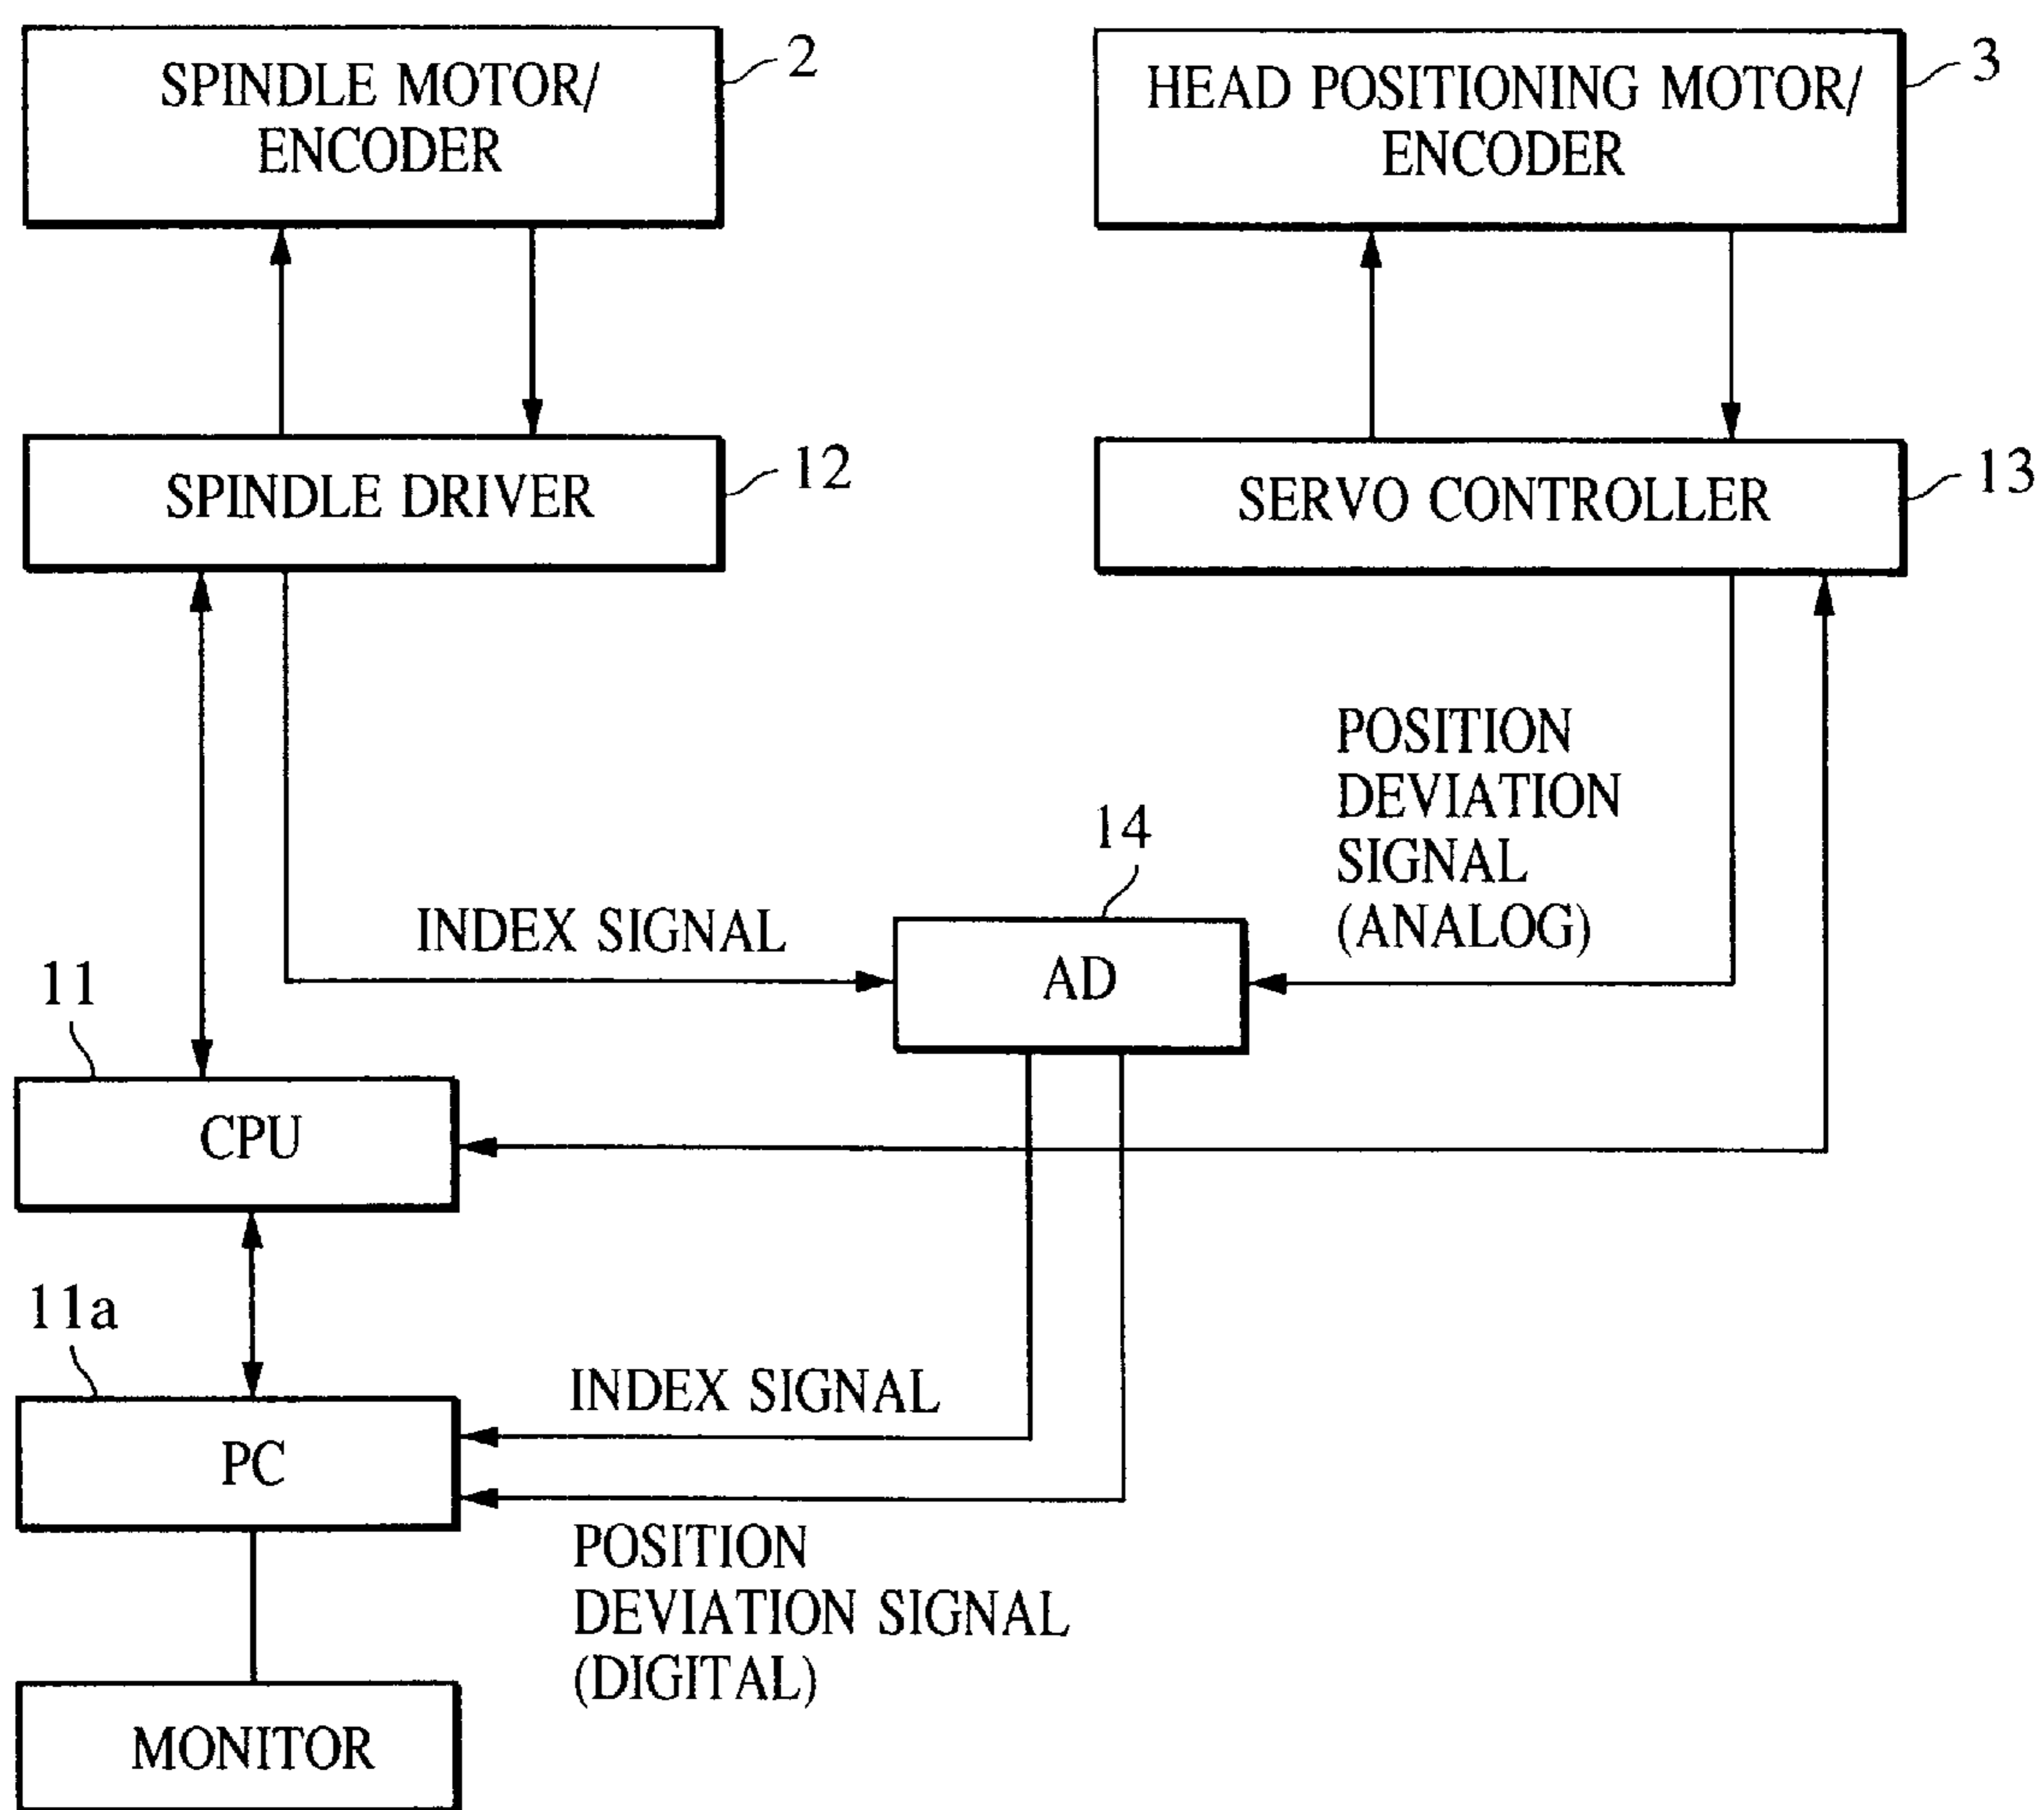 SPINDLE MOTOR/
ENCODER
2
HEAD POSITIONING MOTOR/
ENCODER
3
SPINDLE DRIVER
12
SERVO CONTROLLER
13
POSITION
DEVIATION
SIGNAL
(ANALOG)
14
INDEX SIGNAL
AD
11
CPU
11a
INDEX SIGNAL
PC
POSITION
DEVIATION SIGNAL
(DIGITAL)
MONITOR